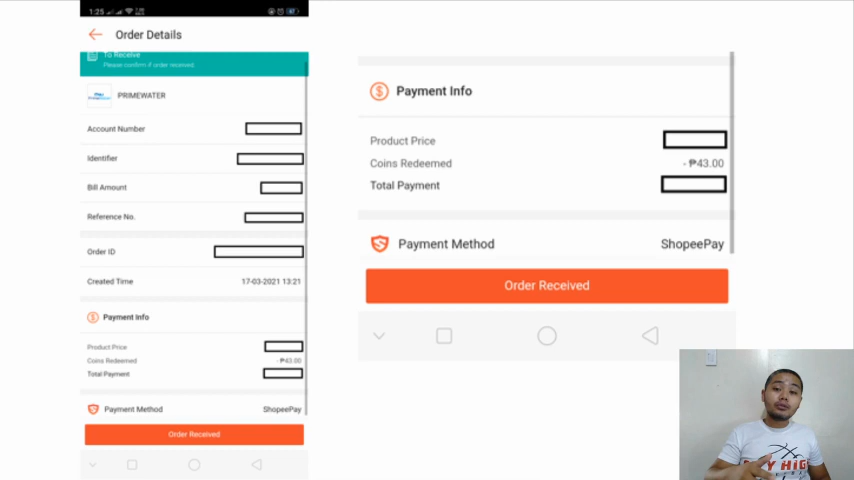 1:25
Order Details
To Receive
Please confirm if order received.
PRIMEWATER
Account Number
Identifier
Bill Amount
Reference No.
Order ID
Created Time 17-03-2021 13:21
Payment Info
Product Price
Coins Redeemed -₱43.00
Total Payment
Payment Method ShopeePay
Order Received
Payment Info
Product Price
Coins Redeemed - ₱43.00
Total Payment
Payment Method ShopeePay
Order Received